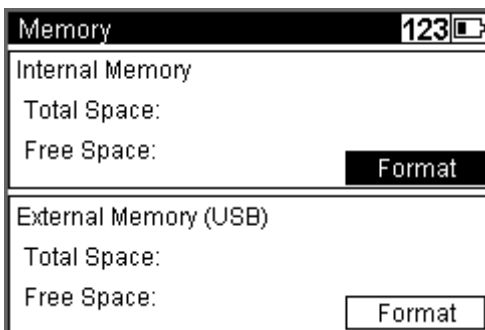 Memory 123
Internal Memory
Total Space:
Free Space:
Format
External Memory (USB)
Total Space:
Free Space:
Format